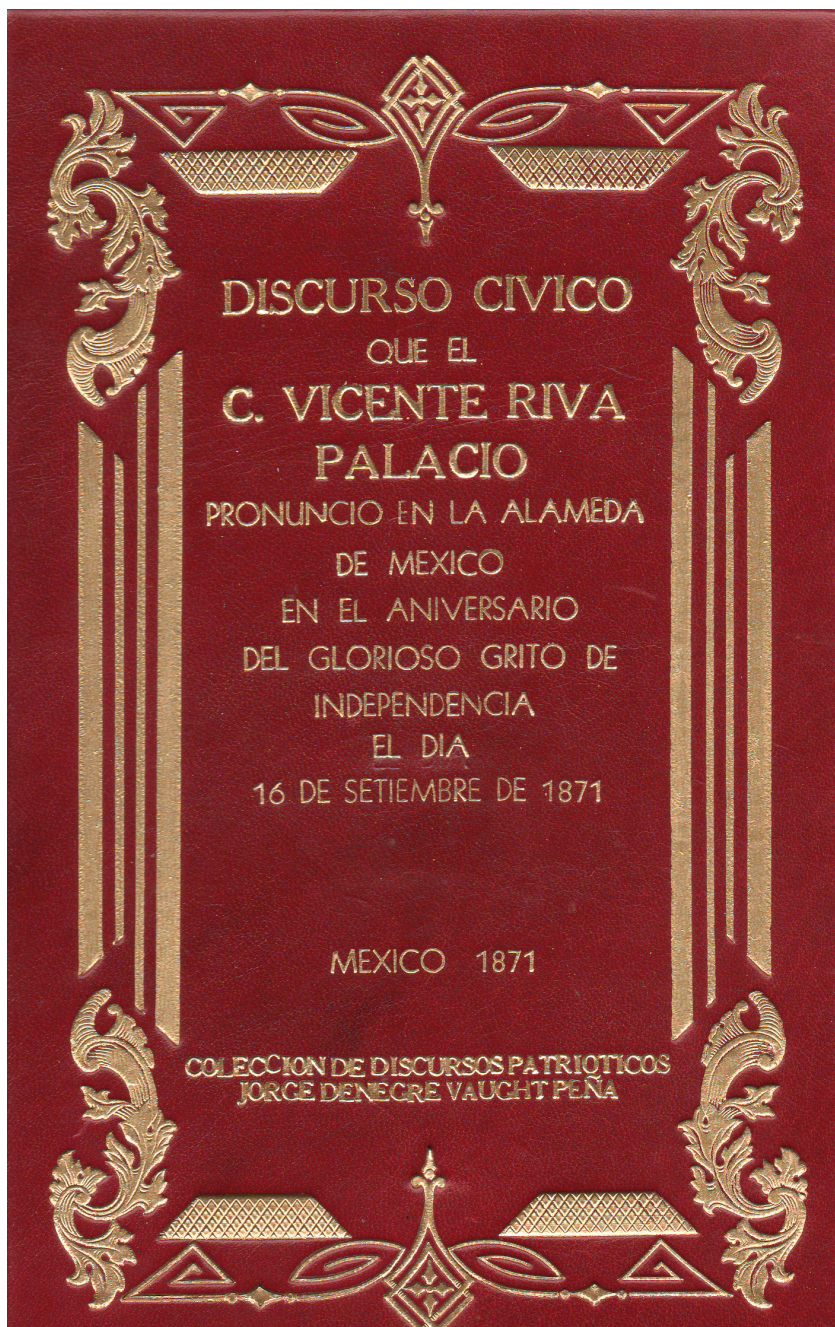 DISCURSO CIVICO
QUE EL
C. VICENTE RIVA
PALACIO
PRONUNCIO EN LA ALAMEDA
DE MEXICO
EN EL ANIVERSARIO
DEL GLORIOSO GRITO DE
INDEPENDENCIA
EL DIA
16 DE SETIEMBRE DE 1871
MEXICO 1871
COLECCION DE DISCURSOS PATRIOTICOS
JORGE DENEGRE VAUGHT PEÑA